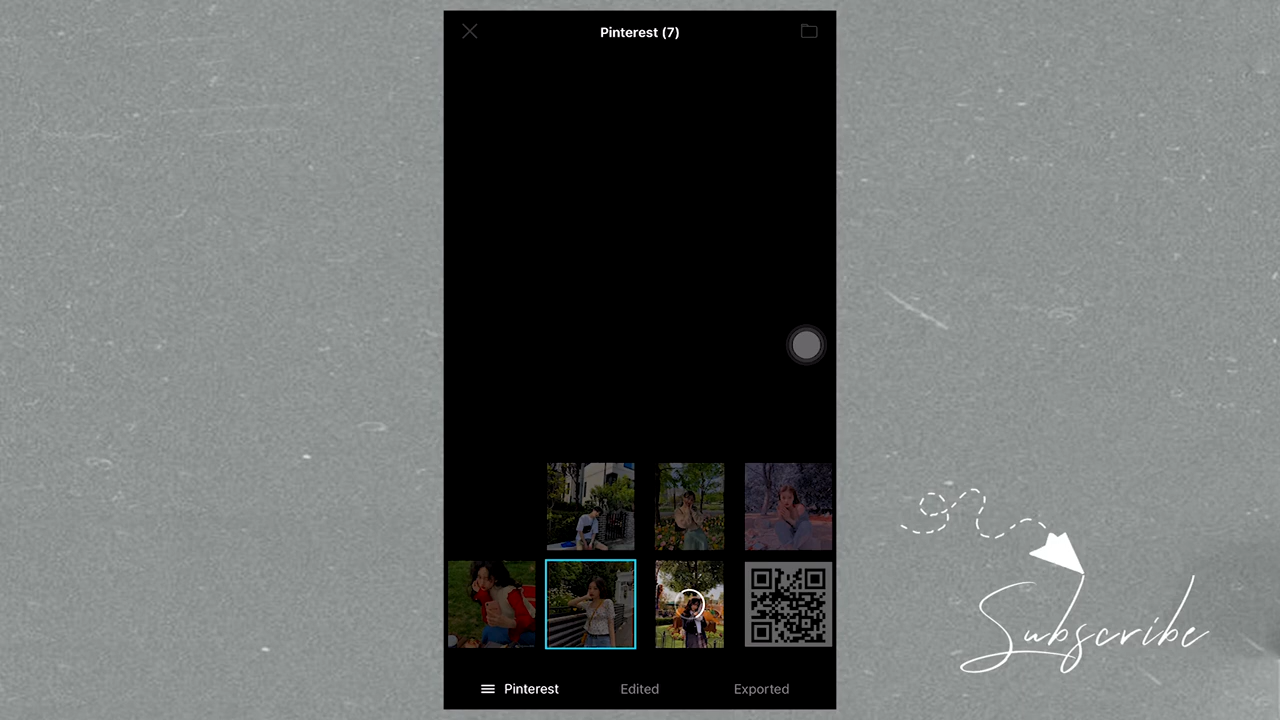 Pinterest (7)
Pinterest
Edited
Exported
Subscribe